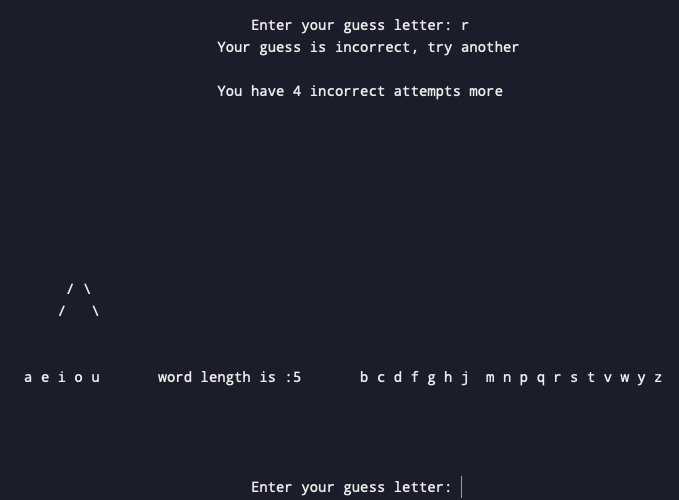 Enter your guess letter: r
Your guess is incorrect, try another
You have 4 incorrect attempts more
/ \
/   \
a e i o u       word length is :5       b c d f g h j  m n p q r s t v w y z
Enter your guess letter: